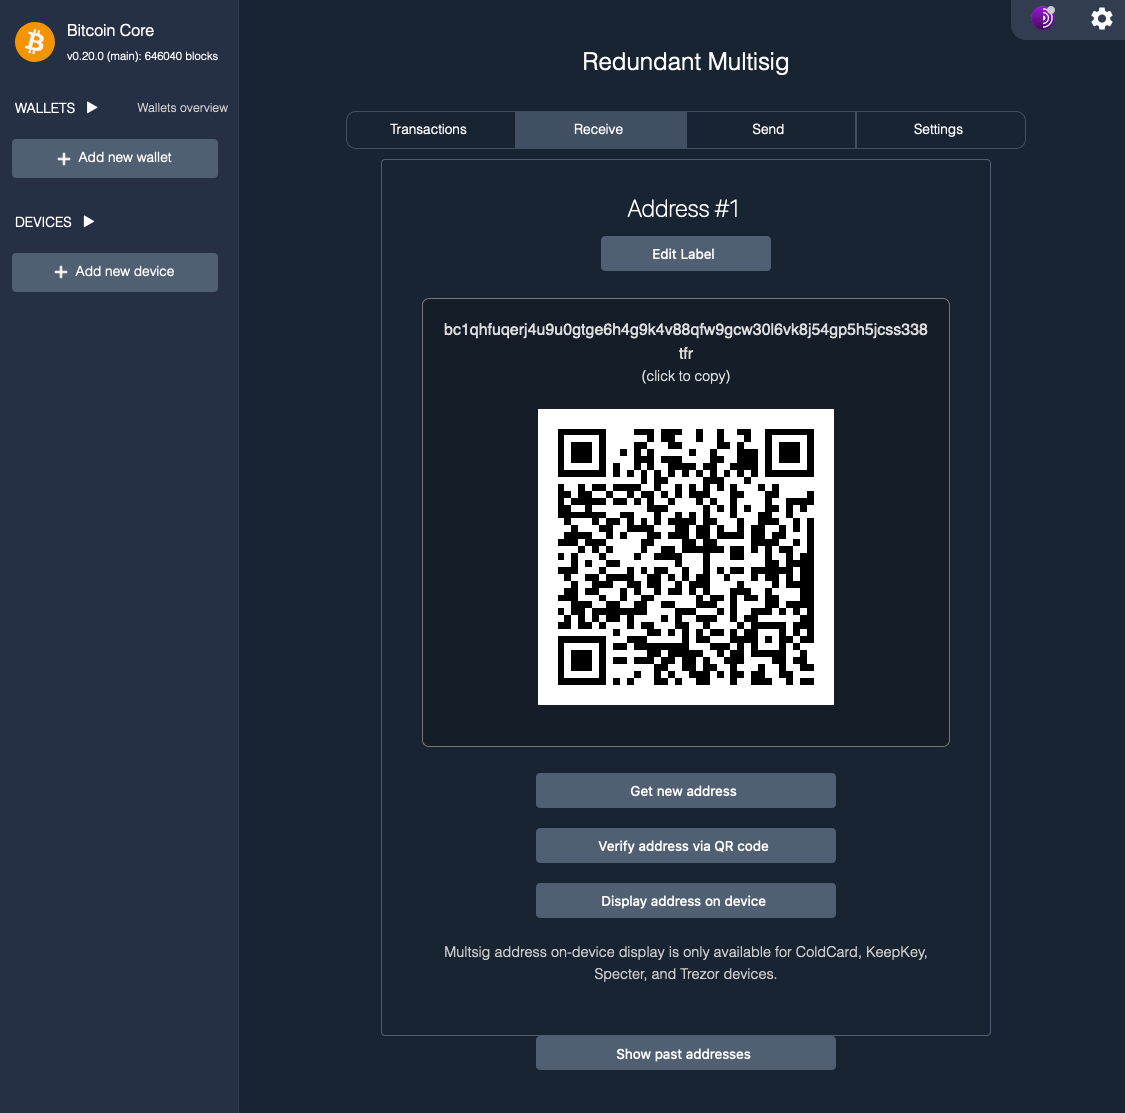 Bitcoin Core
v0.20.0 (main): 646040 blocks
WALLETS
Wallets overview
Add new wallet
DEVICES
Add new device
Redundant Multisig
Transactions
Receive
Send
Settings
Address #1
Edit Label
bc1qhfuqerj4u9u0gtge6h4g9k4v88qfw9gcw30l6vk8j54gp5h5jcss338
tfr
(click to copy)
Get new address
Verify address via QR code
Display address on device
Multsig address on-device display is only available for ColdCard, KeepKey,
Specter, and Trezor devices.
Show past addresses